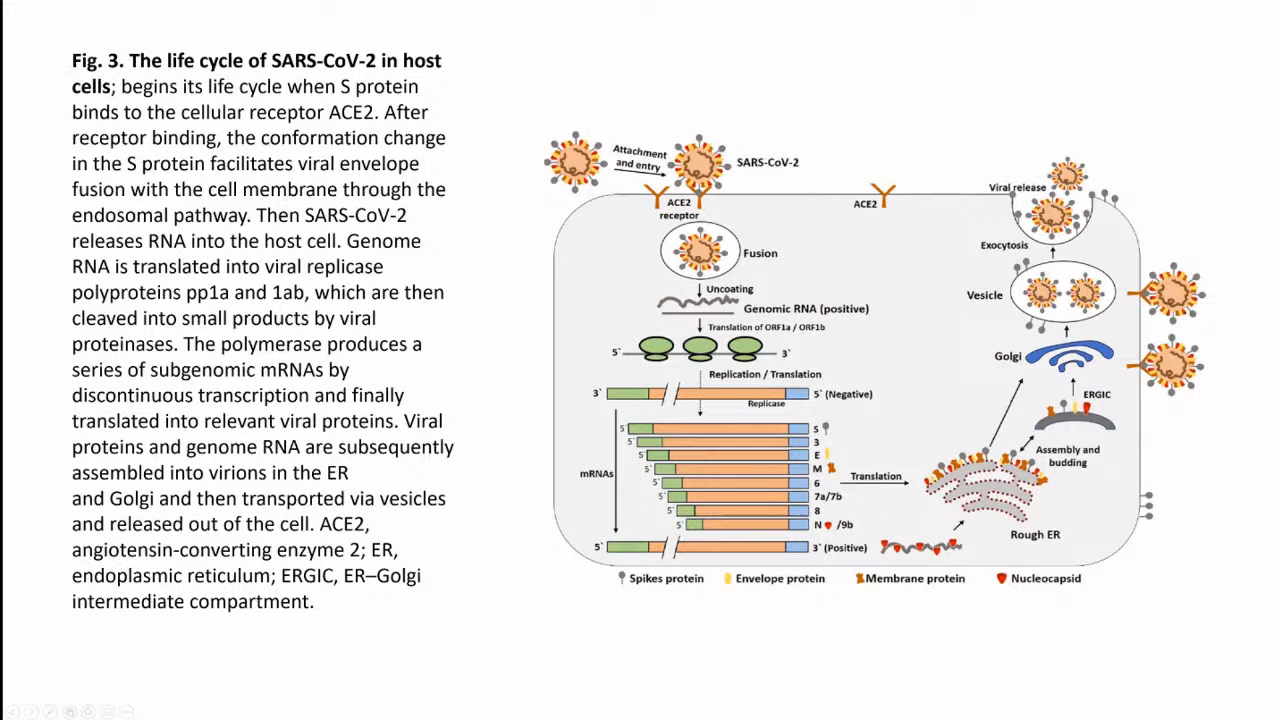 Fig. 3. The life cycle of SARS-CoV-2 in host
cells; begins its life cycle when S protein
binds to the cellular receptor ACE2. After
receptor binding, the conformation change
in the S protein facilitates viral envelope
fusion with the cell membrane through the
endosomal pathway. Then SARS-CoV-2
releases RNA into the host cell. Genome
RNA is translated into viral replicase
polyproteins pp1a and 1ab, which are then
cleaved into small products by viral
proteinases. The polymerase produces a
series of subgenomic mRNAs by
discontinuous transcription and finally
translated into relevant viral proteins. Viral
proteins and genome RNA are subsequently
assembled into virions in the ER
and Golgi and then transported via vesicles
and released out of the cell. ACE2,
angiotensin-converting enzyme 2; ER,
endoplasmic reticulum; ERGIC, ER–Golgi
intermediate compartment.
Attachment
and entry
SARS-CoV-2
ACE2
receptor
ACE2
Viral release
Fusion
Exocytosis
Uncoating
Vesicle
Genomic RNA (positive)
Translation of ORF1a / ORF1b
5` 3`
Golgi
Replication / Translation
3` 5` (Negative)
Replicase
ERGIC
mRNAs
5` S
5` 3
5` E
5` M
5` 6
5` 7a/7b
5` 8
5` N /9b
5` 3` (Positive)
Translation
Assembly and
budding
Rough ER
Spikes protein
Envelope protein
Membrane protein
Nucleocapsid